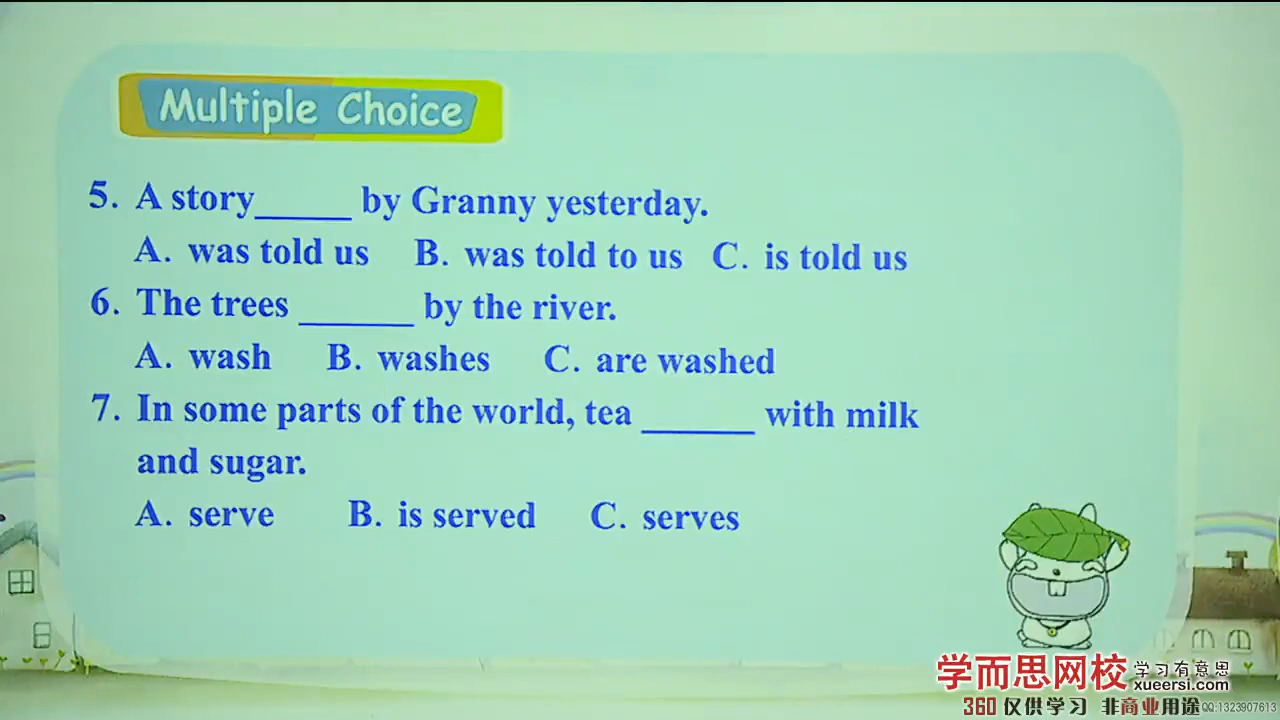 Multiple Choice
5. A story_____ by Granny yesterday.
A. was told us B. was told to us C. is told us
6. The trees ______ by the river.
A. wash B. washes C. are washed
7. In some parts of the world, tea ______ with milk
and sugar.
A. serve B. is served C. serves
学而思网校 学习有意思
xueersi.com
360 仅供学习 非商业用途 QQ:1323907613